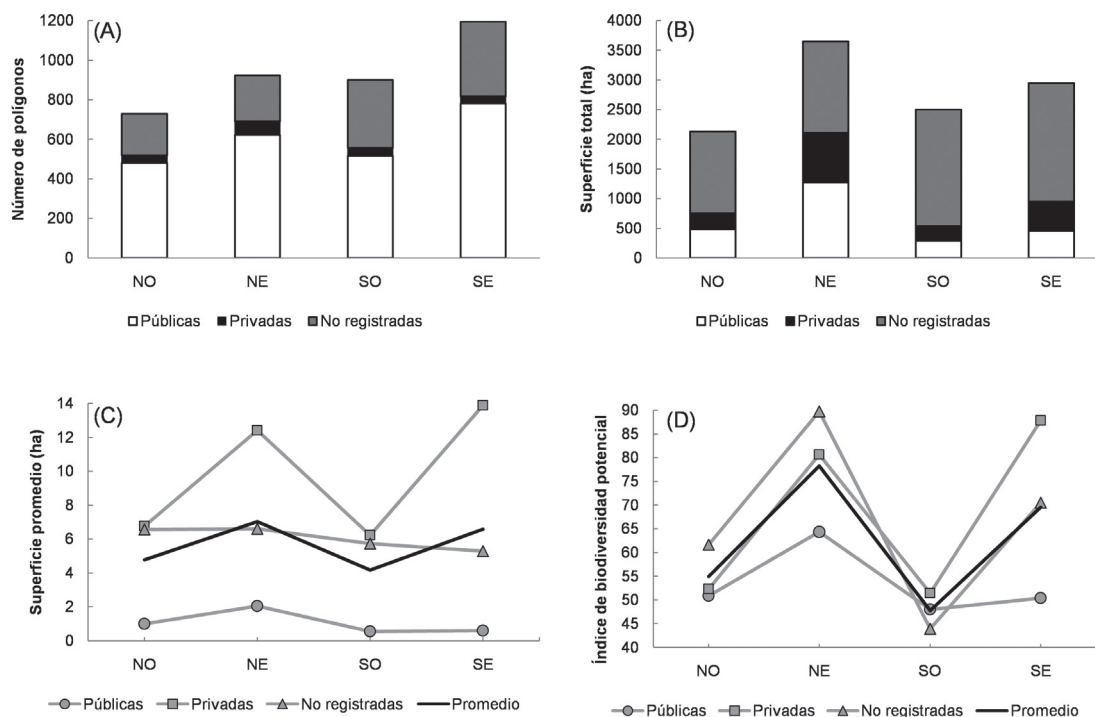 (A)
Número de polígonos
1200
1000
800
600
400
200
0
NO NE SO SE
Públicas Privadas No registradas
(B)
Superficie total (ha)
4000
3500
3000
2500
2000
1500
1000
500
0
NO NE SO SE
Públicas Privadas No registradas
(C)
Superficie promedio (ha)
14
12
10
8
6
4
2
0
NO NE SO SE
Públicas Privadas No registradas Promedio
(D)
Índice de biodiversidad potencial
90
85
80
75
70
65
60
55
50
45
40
NO NE SO SE
Públicas Privadas No registradas Promedio